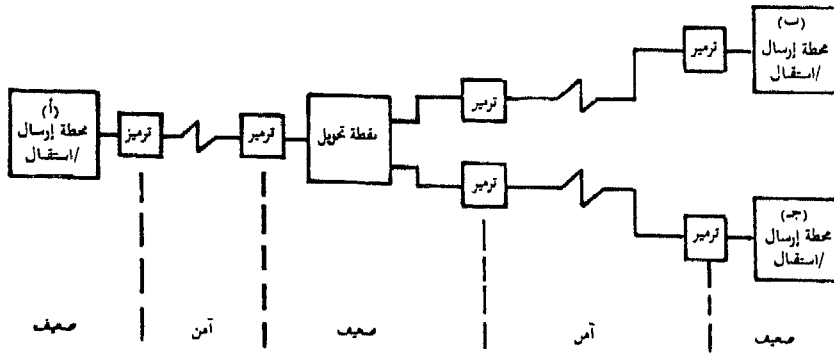 (ب)
محطة إرسال
/استقبال
ترميز
ترميز
(أ)
محطة إرسال
/استقبال
ترميز
ترميز
نقطة تحويل
ترميز
ترميز
(جـ)
محطة إرسال
/استقبال
ضعيف
آمن
ضعيف
آمن
ضعيف